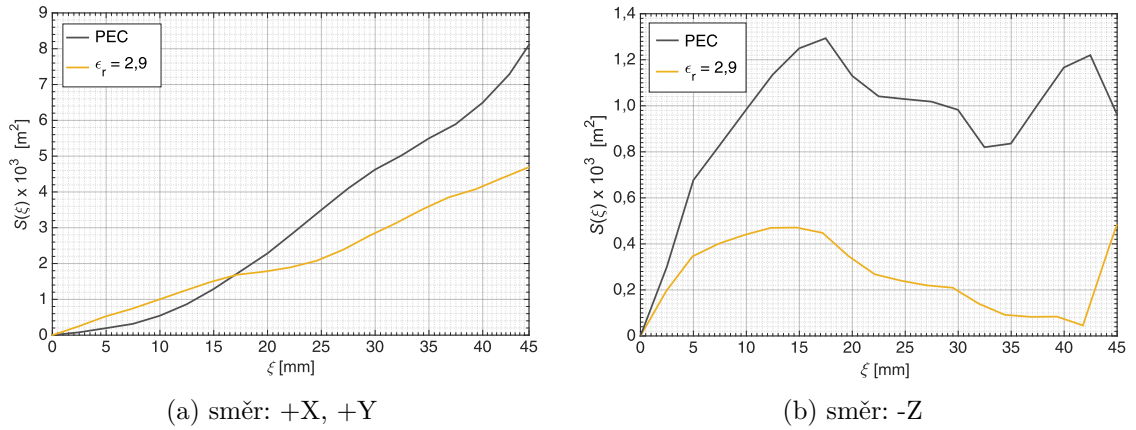 9
8
7
6
5
4
3
2
1
0
S(ξ) x 10³ [m²]
PEC
ϵᵣ = 2,9
0 5 10 15 20 25 30 35 40 45
ξ [mm]
(a) směr: +X, +Y
1,4
1,2
1,0
0,8
0,6
0,4
0,2
0
S(ξ) x 10³ [m²]
PEC
ϵᵣ = 2,9
0 5 10 15 20 25 30 35 40 45
ξ [mm]
(b) směr: -Z